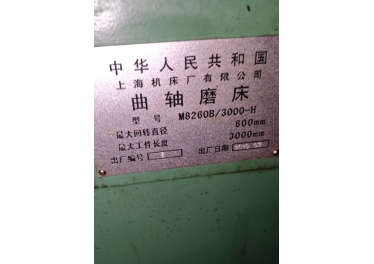 中华人民共和国
上海机床厂有限公司
曲轴磨床
型号 M8260B/3000-H
最大回转直径 600mm
最大工件长度 3000mm
出厂编号 1 出厂日期